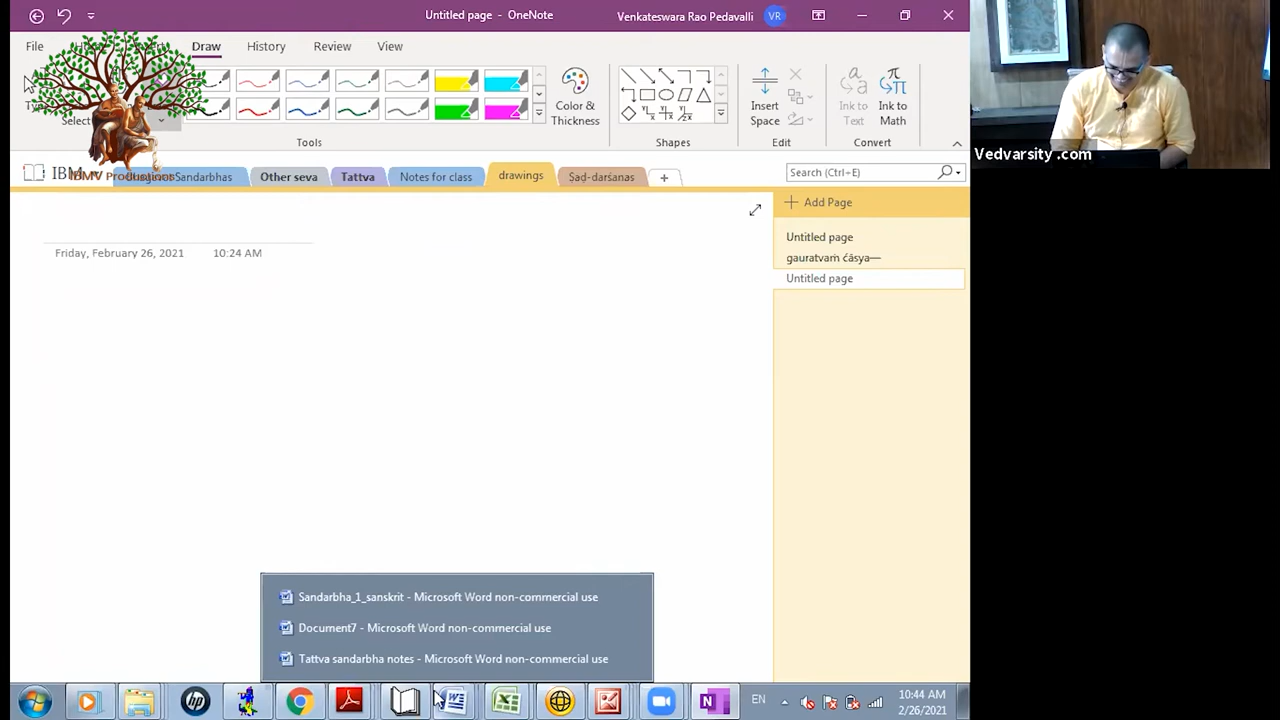 Untitled page - OneNote
Venkateswara Rao Pedavalli
VR
File
Draw
History
Review
View
Select
Color &
Thickness
Insert
Space
Ink to
Text
Ink to
Math
Tools
Shapes
Edit
Convert
Vedvarsity .com
IBMV Productions
Sandarbhas
Other seva
Tattva
Notes for class
drawings
Ṣaḍ-darśanas
Search (Ctrl+E)
Add Page
Friday, February 26, 2021
10:24 AM
Untitled page
gauratvaṁ cāsya—
Untitled page
Sandarbha_1_sanskrit - Microsoft Word non-commercial use
Document7 - Microsoft Word non-commercial use
Tattva sandarbha notes - Microsoft Word non-commercial use
EN
10:44 AM
2/26/2021